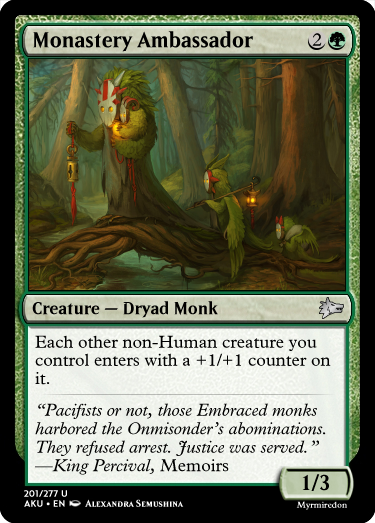 Monastery Ambassador 2
Creature — Dryad Monk
Each other non-Human creature you
control enters with a +1/+1 counter on
it.
“Pacifists or not, those Embraced monks
harbored the Onmisonder's abominations.
They refused arrest. Justice was served.”
—King Percival, Memoirs
1/3
201/277 U
AKU • EN Alexandra Semushina
Myrmiredon